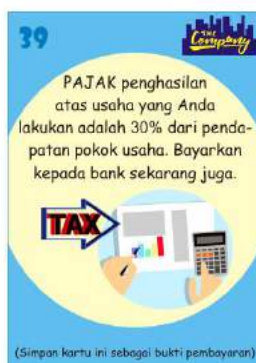 39
THE
Company
PAJAK penghasilan
atas usaha yang Anda
lakukan adalah 30% dari penda-
patan pokok usaha. Bayarkan
kepada bank sekarang juga.
TAX
(Simpan kartu ini sebagai bukti pembayaran)